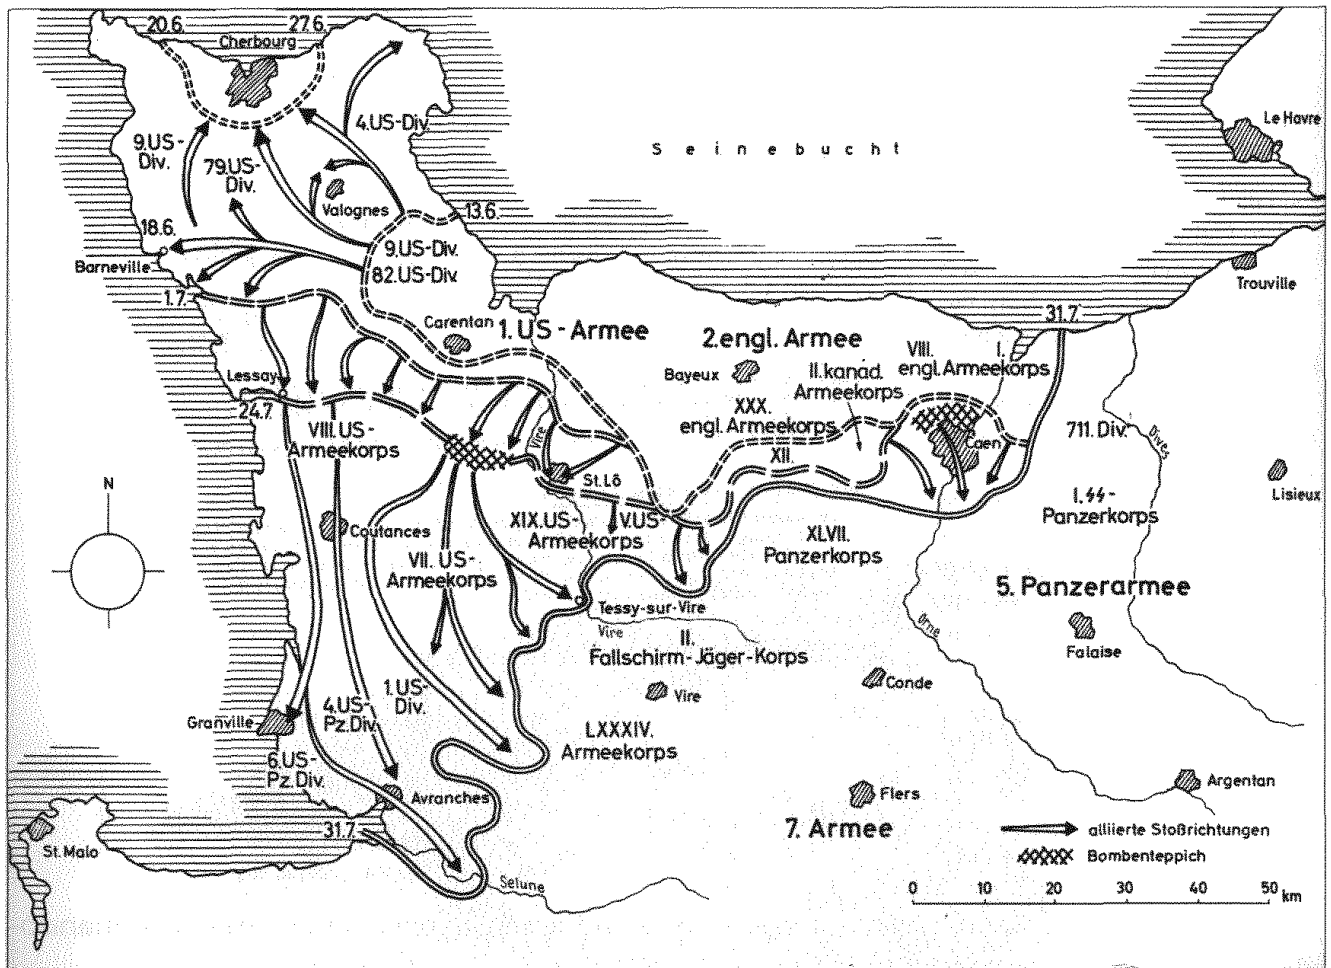 20.6.
27.6.
Cherbourg
4.US-Div.
9.US-
Div.
79.US-
Div.
Valognes
18.6.
13.6.
Barneville
9.US-Div.
82.US-Div.
1.7.
Carentan
1.US-Armee
Seinebucht
Le Havre
Trouville
31.7.
2.engl. Armee
Bayeux
VIII.
engl. Armeekorps
I.
II.kanad.
Armeekorps
XXX.
engl. Armeekorps
XII.
Caen
711. Div.
Dives
Lisieux
I.SS-
Panzerkorps
Lessay
24.7.
VIII.US-
Armeekorps
Vire
St.Lô
XIX.US-
Armeekorps
V.US-
XLVII.
Panzerkorps
5. Panzerarmee
N
Coutances
VII. US-
Armeekorps
Tessy-sur-Vire
Vire
II.
Fallschirm-Jäger-Korps
Orne
Falaise
Conde
Vire
Granville
4.US-
Pz.Div.
1.US-
Div.
LXXXIV.
Armeekorps
6.US-
Pz.Div.
Avranches
Flers
Argentan
7. Armee
31.7.
St. Malo
Selune
alliierte Stoßrichtungen
Bombenteppich
0 10 20 30 40 50 km